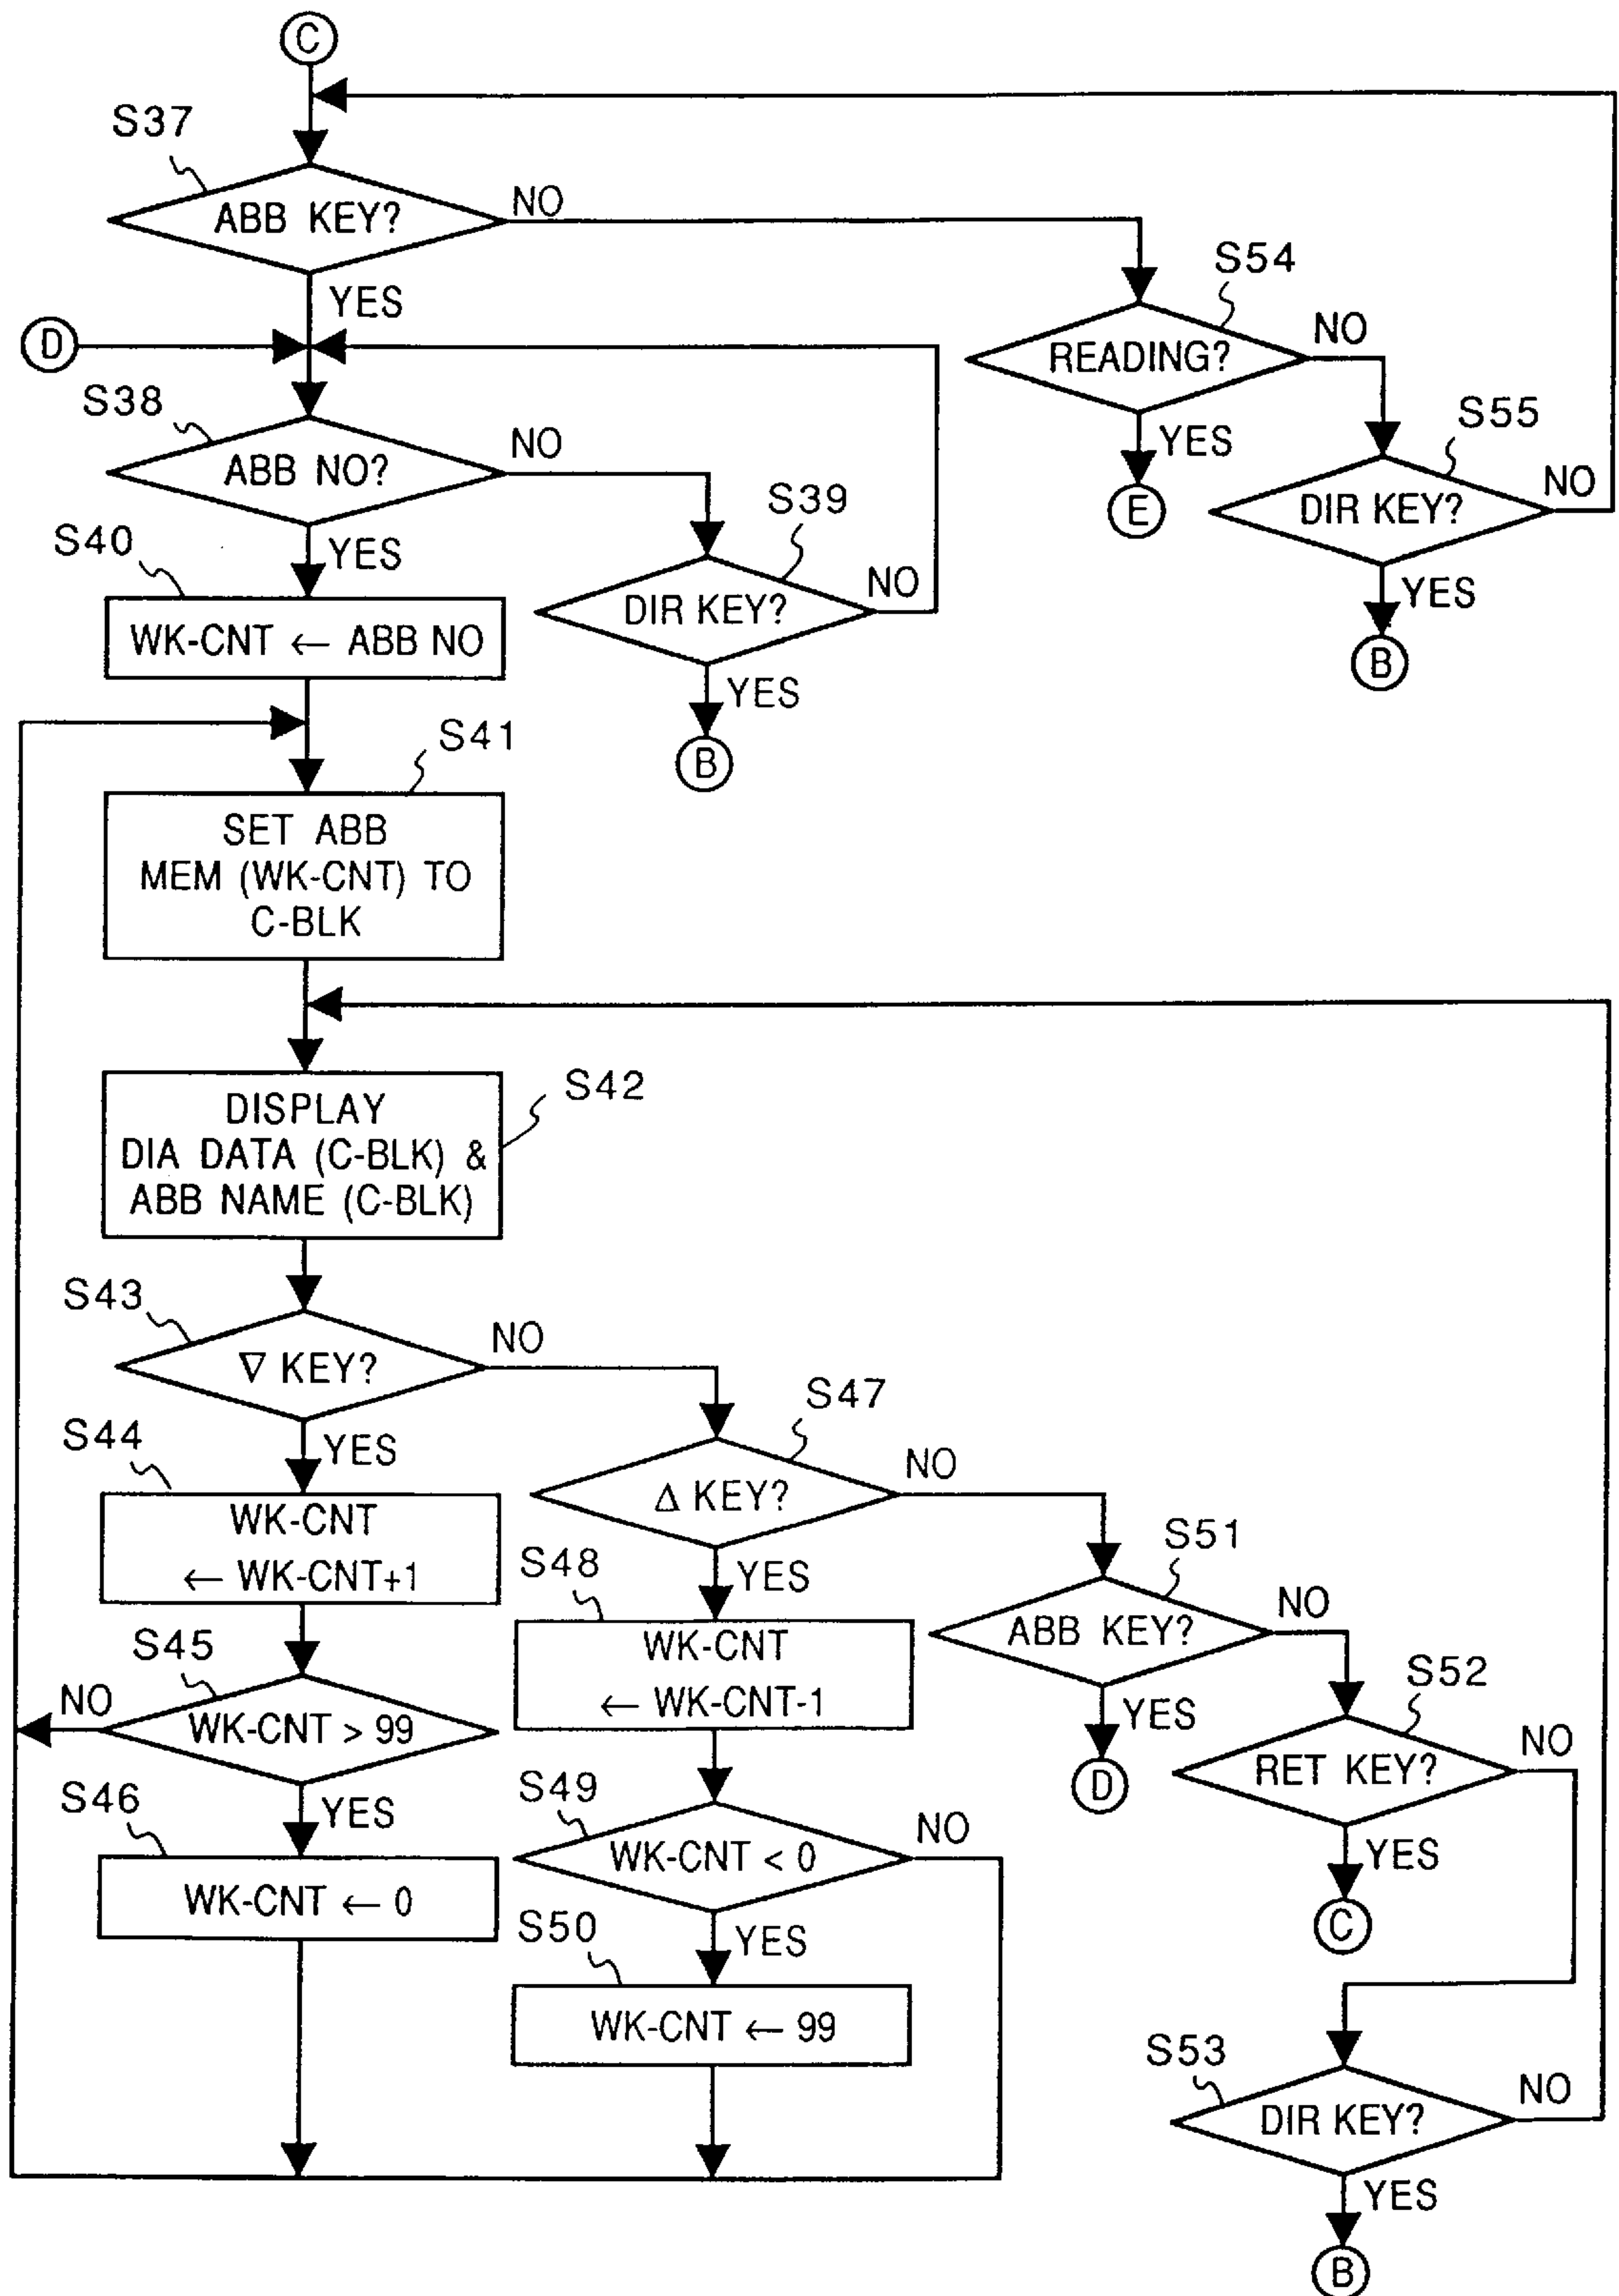 C
S37
ABB KEY?
NO
YES
S54
READING?
NO
YES
E
S55
DIR KEY?
NO
YES
B
D
S38
ABB NO?
NO
YES
S39
DIR KEY?
NO
YES
B
S40
WK-CNT ← ABB NO
S41
SET ABB
MEM (WK-CNT) TO
C-BLK
S42
DISPLAY
DIA DATA (C-BLK) &
ABB NAME (C-BLK)
S43
∇ KEY?
NO
YES
S44
WK-CNT
← WK-CNT+1
S45
WK-CNT > 99
NO
YES
S46
WK-CNT ← 0
S47
Δ KEY?
NO
YES
S48
WK-CNT
← WK-CNT-1
S49
WK-CNT < 0
NO
YES
S50
WK-CNT ← 99
S51
ABB KEY?
NO
YES
D
S52
RET KEY?
NO
YES
C
S53
DIR KEY?
NO
YES
B